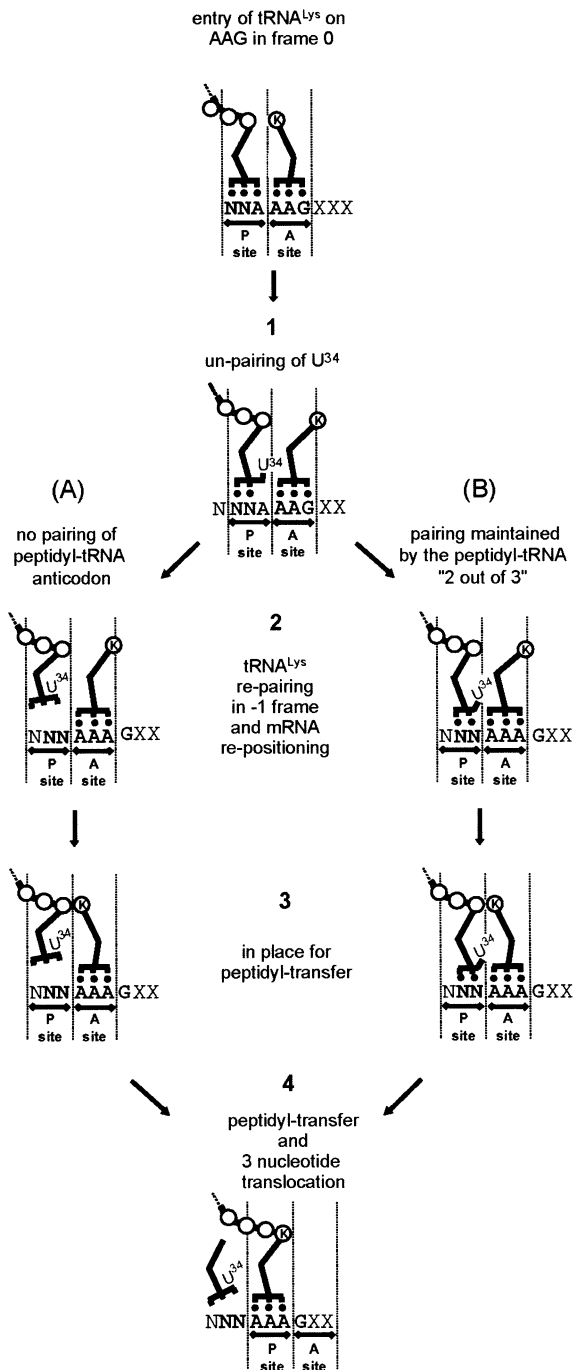 entry of tRNALys on
AAG in frame 0
K
NNA AAGXXX
P A
site site
1
un-pairing of U34
K
U34
N NNA AAG XX
P A
site site
(A) (B)
no pairing of
peptidyl-tRNA
anticodon
pairing maintained
by the peptidyl-tRNA
"2 out of 3"
2
tRNALys
re-pairing
in -1 frame
and mRNA
re-positioning
K
U34
NNN AAA GXX
P A
site site
K
U34
NNN AAA GXX
P A
site site
3
in place for
peptidyl-transfer
K
U34
NNN AAA GXX
P A
site site
K
U34
NNN AAA GXX
P A
site site
4
peptidyl-transfer
and
3 nucleotide
translocation
K
U34
NNN AAA GXX
P A
site site